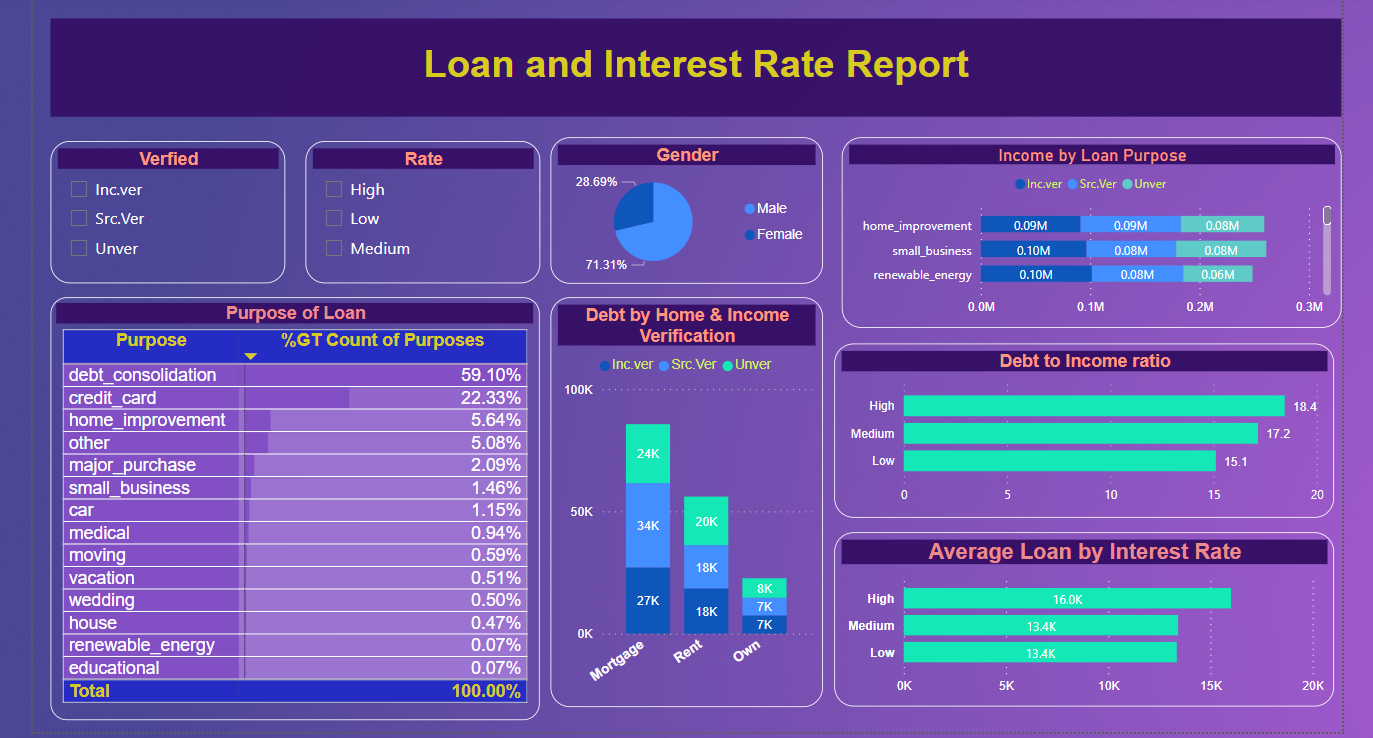 Loan and Interest Rate Report
Verfied
Inc.ver
Src.Ver
Unver
Rate
High
Low
Medium
Gender
28.69%
71.31%
Male
Female
Income by Loan Purpose
Inc.ver Src.Ver Unver
home_improvement 0.09M 0.09M 0.08M
small_business 0.10M 0.08M 0.08M
renewable_energy 0.10M 0.08M 0.06M
0.0M 0.1M 0.2M 0.3M
Purpose of Loan
Purpose %GT Count of Purposes
debt_consolidation 59.10%
credit_card 22.33%
home_improvement 5.64%
other 5.08%
major_purchase 2.09%
small_business 1.46%
car 1.15%
medical 0.94%
moving 0.59%
vacation 0.51%
wedding 0.50%
house 0.47%
renewable_energy 0.07%
educational 0.07%
Total 100.00%
Debt by Home & Income
Verification
Inc.ver Src.Ver Unver
100K
50K
0K
24K
34K
27K
20K
18K
18K
8K
7K
7K
Mortgage Rent Own
Debt to Income ratio
High 18.4
Medium 17.2
Low 15.1
0 5 10 15 20
Average Loan by Interest Rate
High 16.0K
Medium 13.4K
Low 13.4K
0K 5K 10K 15K 20K